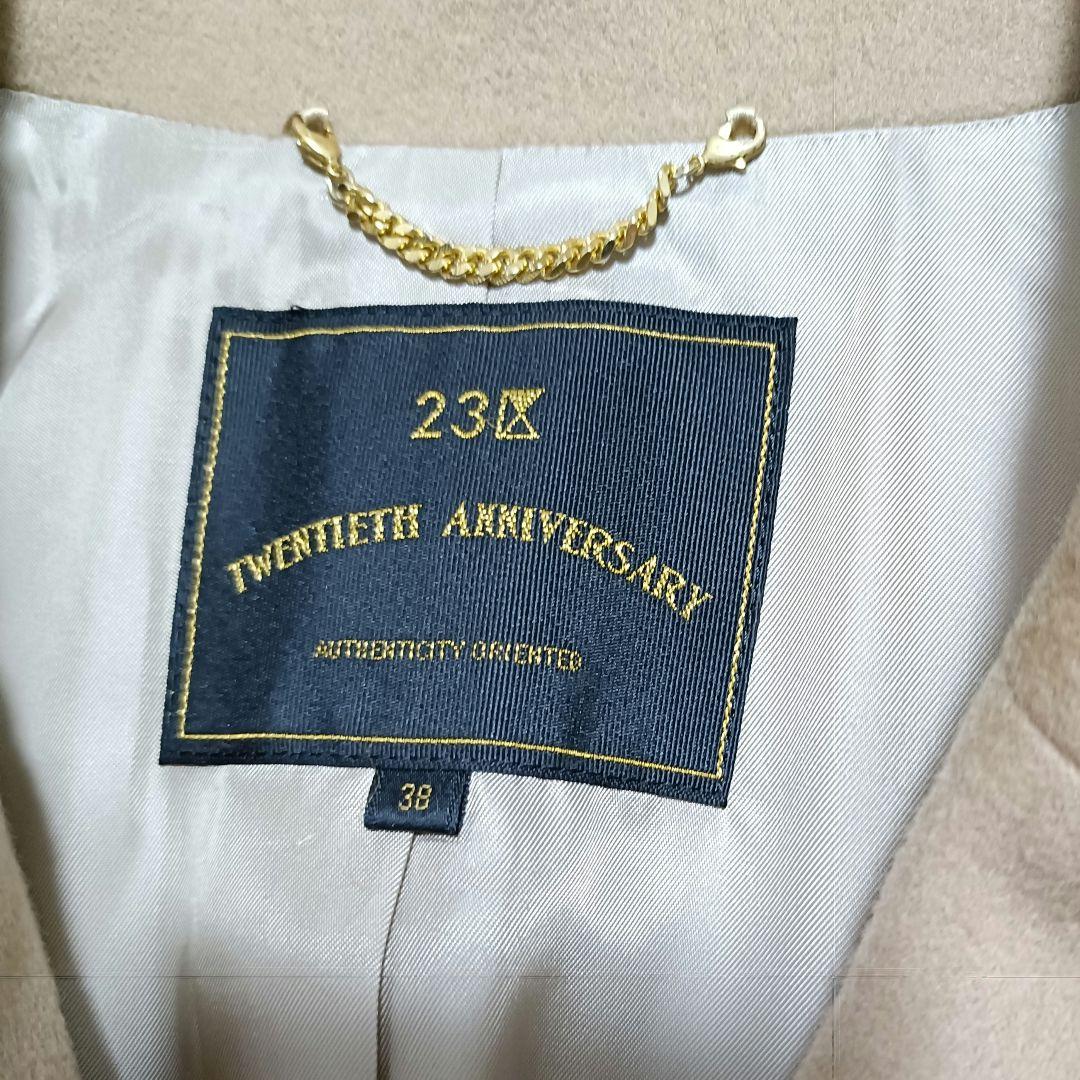 23区
TWENTIETH ANNIVERSARY
AUTHENTICITY ORIENTED
38